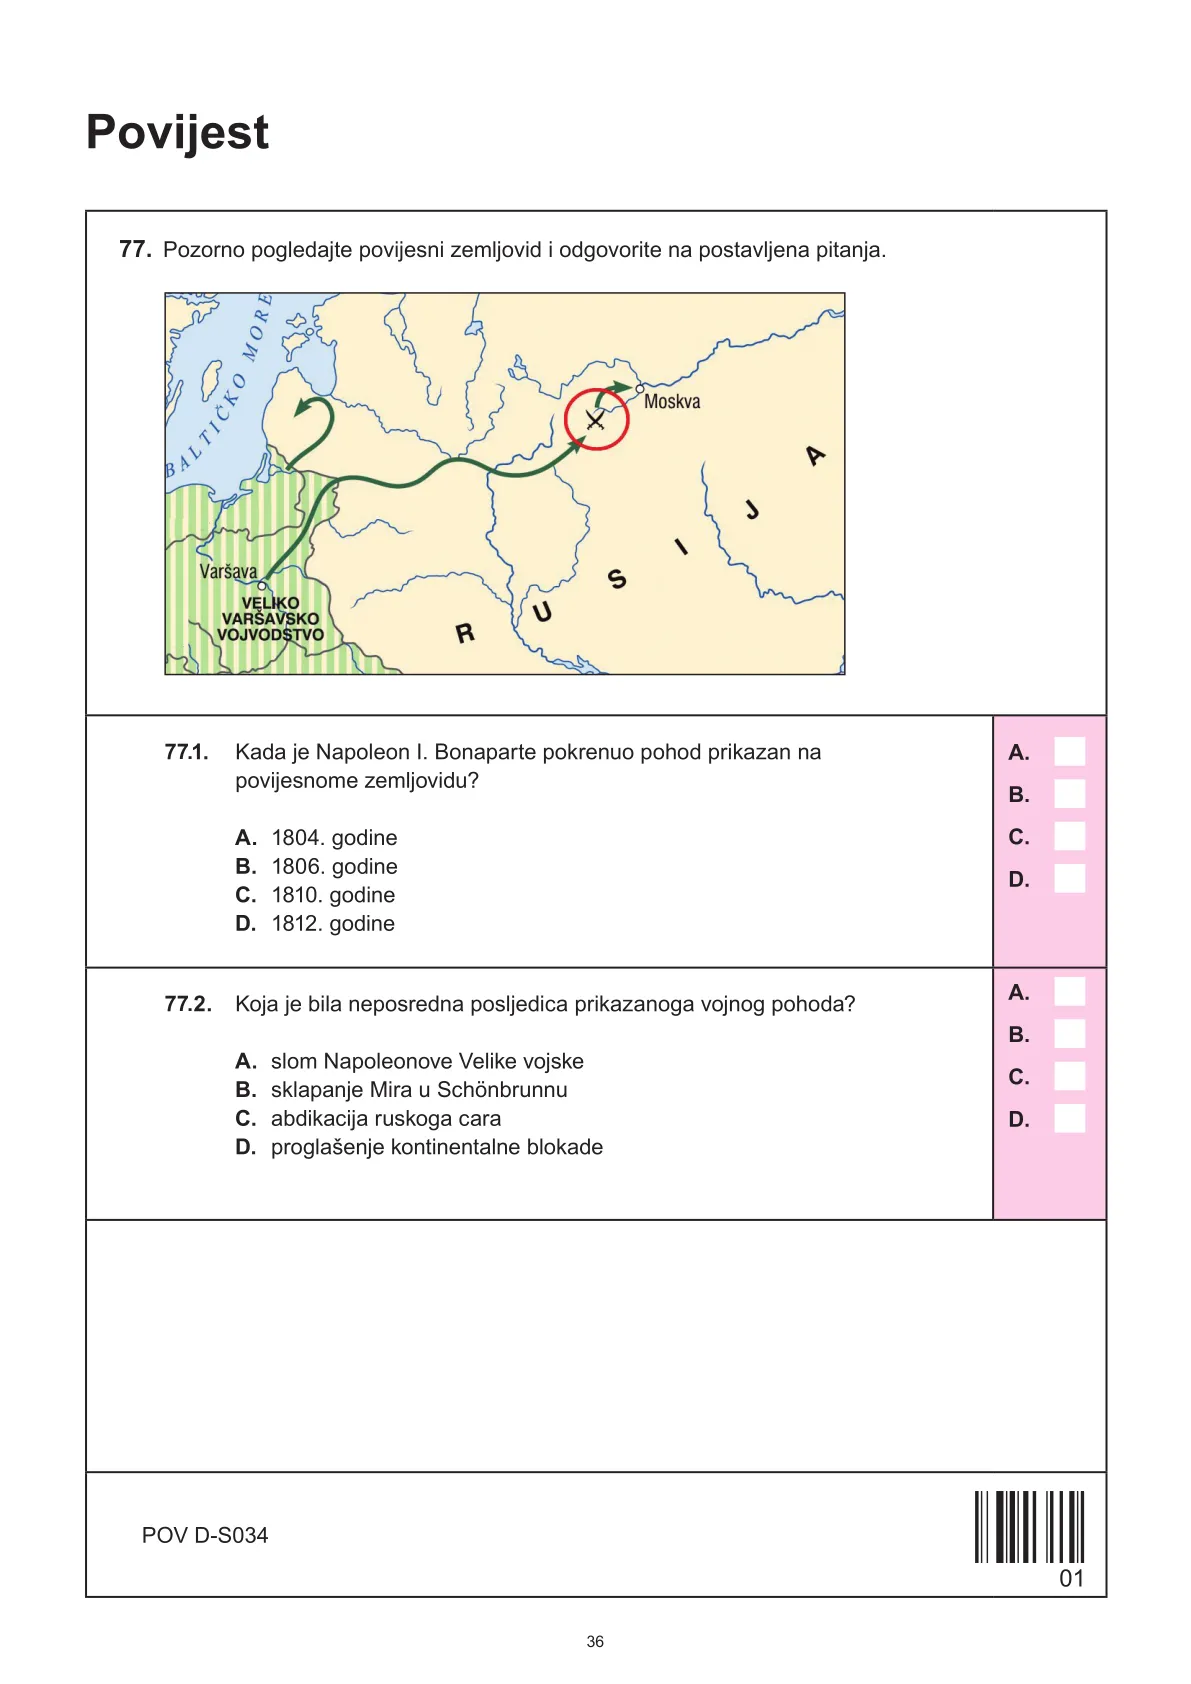 Povijest
77. Pozorno pogledajte povijesni zemljovid i odgovorite na postavljena pitanja.
BALTIČKO MORE
Moskva
Varšava
VELIKO
VARŠAVSKO
VOJVODSTVO
RUSIJA
77.1. Kada je Napoleon I. Bonaparte pokrenuo pohod prikazan na
povijesnome zemljovidu?
A. 1804. godine
B. 1806. godine
C. 1810. godine
D. 1812. godine
A.
B.
C.
D.
77.2. Koja je bila neposredna posljedica prikazanoga vojnog pohoda?
A. slom Napoleonove Velike vojske
B. sklapanje Mira u Schönbrunnu
C. abdikacija ruskoga cara
D. proglašenje kontinentalne blokade
A.
B.
C.
D.
POV D-S034
01
36